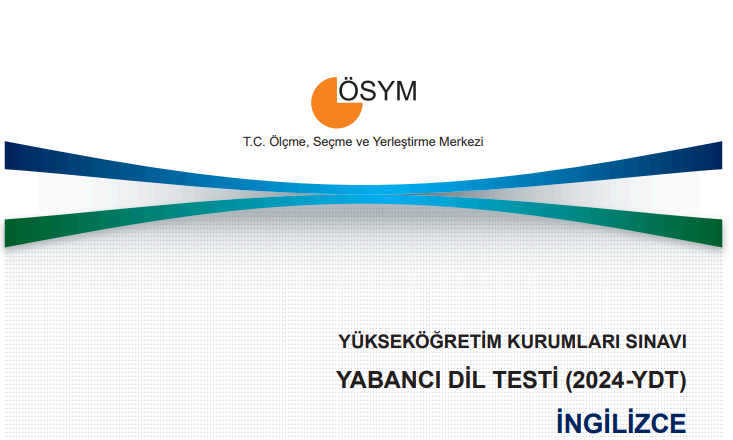 ÖSYM
T.C. Ölçme, Seçme ve Yerleştirme Merkezi
YÜKSEKÖĞRETİM KURUMLARI SINAVI
YABANCI DİL TESTİ (2024-YDT)
İNGİLİZCE